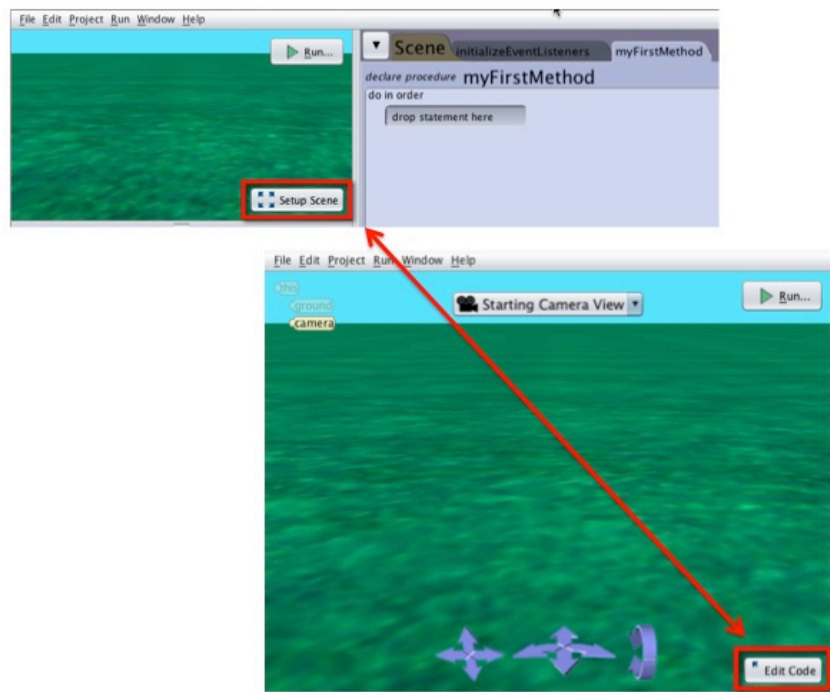 File Edit Project Run Window Help
Run...
Scene initializeEventListeners myFirstMethod
declare procedure myFirstMethod
do in order
drop statement here
Setup Scene
File Edit Project Run Window Help
this
ground
camera
Starting Camera View
Run...
Edit Code